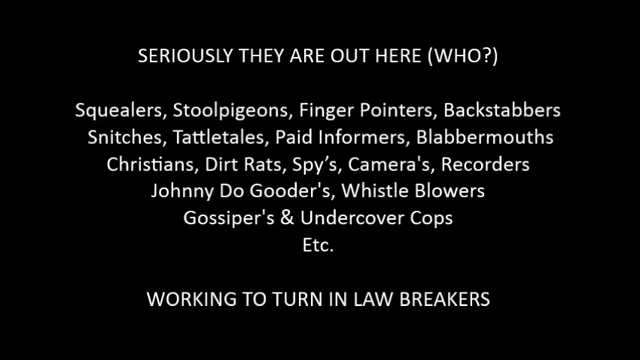 SERIOUSLY THEY ARE OUT HERE (WHO?)
Squealers, Stoolpigeons, Finger Pointers, Backstabbers
Snitches, Tattletales, Paid Informers, Blabbermouths
Christians, Dirt Rats, Spy’s, Camera's, Recorders
Johnny Do Gooder's, Whistle Blowers
Gossiper's & Undercover Cops
Etc.
WORKING TO TURN IN LAW BREAKERS